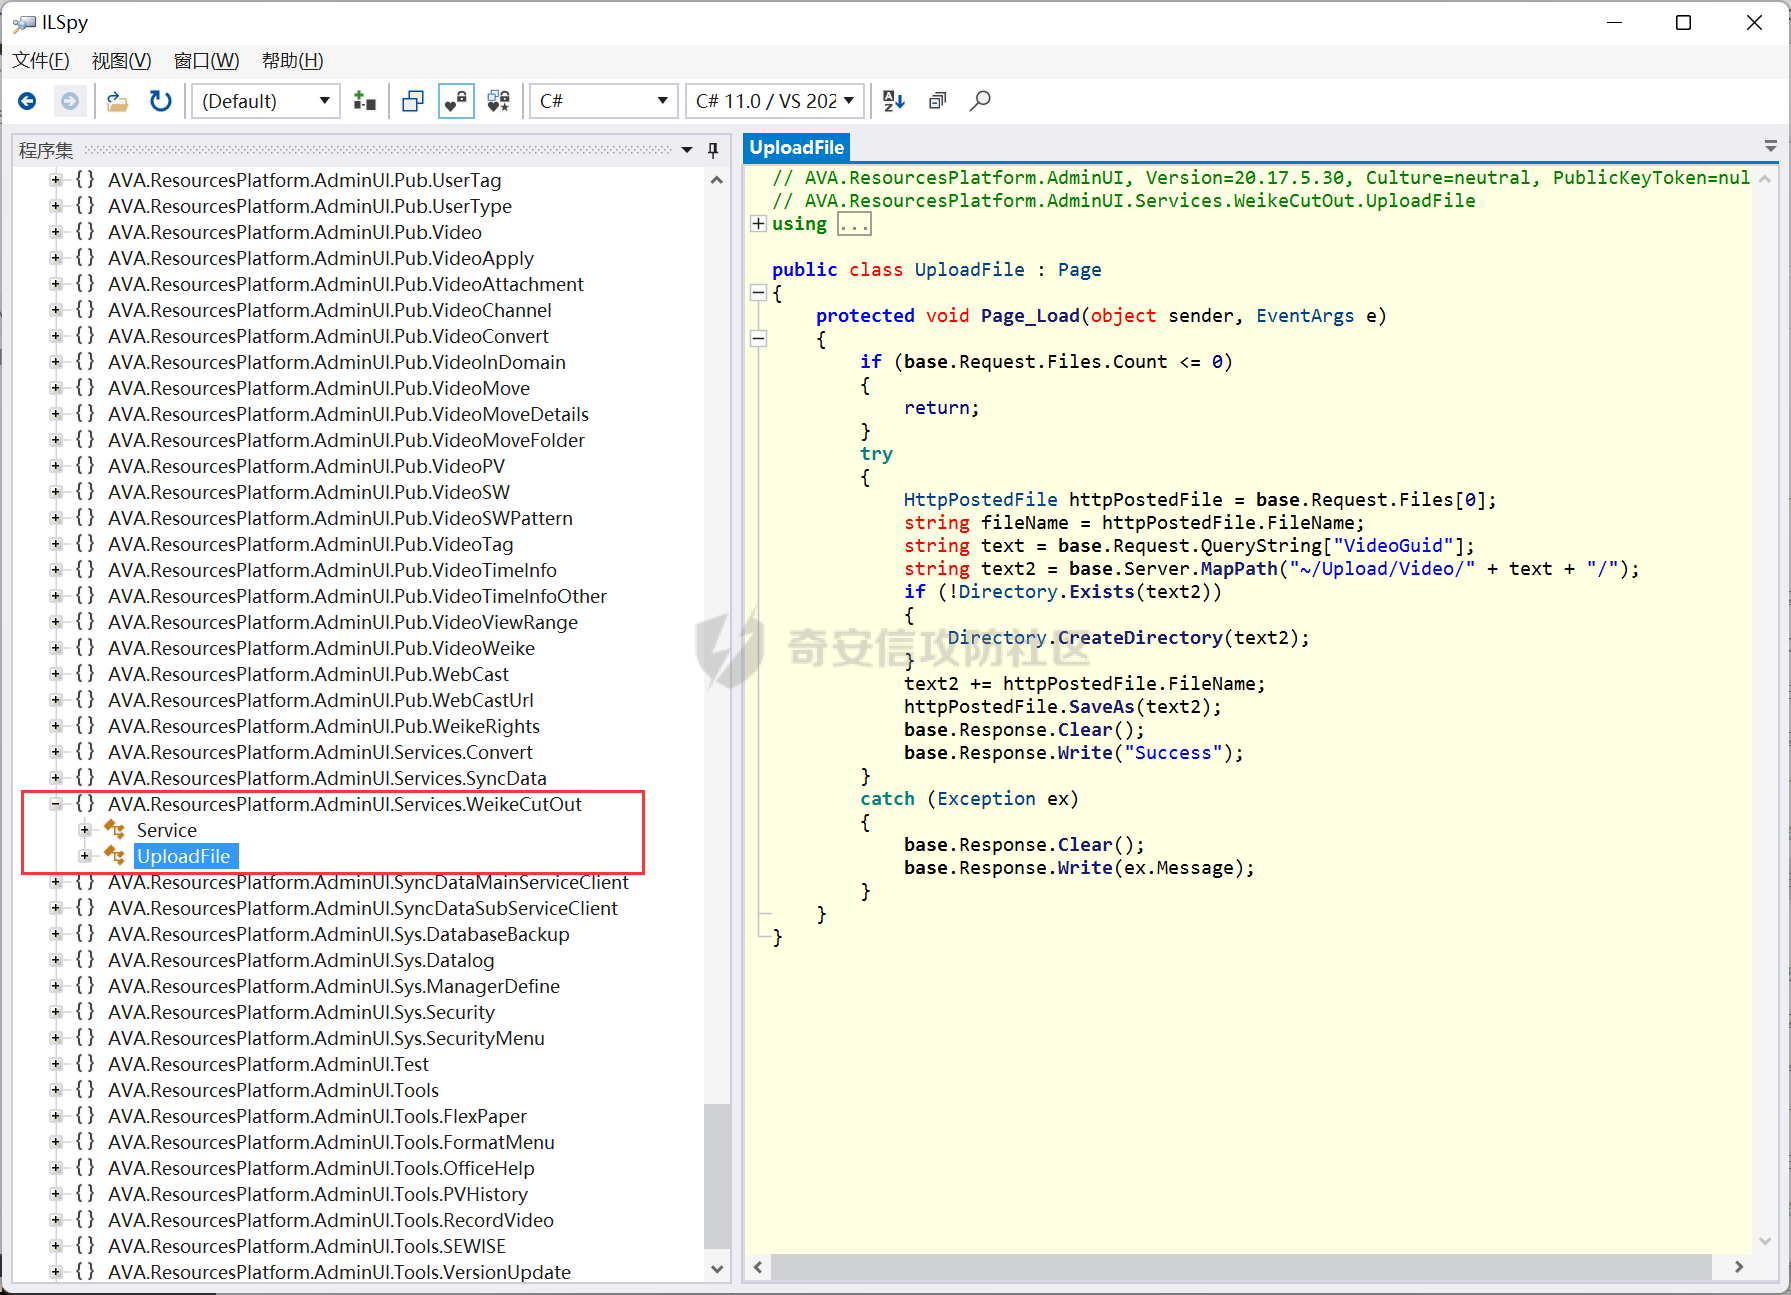 ILSpy
文件(F) 视图(V) 窗口(W) 帮助(H)
(Default) C# C# 11.0 / VS 202
程序集
AVA.ResourcesPlatform.AdminUI.Pub.UserTag
AVA.ResourcesPlatform.AdminUI.Pub.UserType
AVA.ResourcesPlatform.AdminUI.Pub.Video
AVA.ResourcesPlatform.AdminUI.Pub.VideoApply
AVA.ResourcesPlatform.AdminUI.Pub.VideoAttachment
AVA.ResourcesPlatform.AdminUI.Pub.VideoChannel
AVA.ResourcesPlatform.AdminUI.Pub.VideoConvert
AVA.ResourcesPlatform.AdminUI.Pub.VideoInDomain
AVA.ResourcesPlatform.AdminUI.Pub.VideoMove
AVA.ResourcesPlatform.AdminUI.Pub.VideoMoveDetails
AVA.ResourcesPlatform.AdminUI.Pub.VideoMoveFolder
AVA.ResourcesPlatform.AdminUI.Pub.VideoPV
AVA.ResourcesPlatform.AdminUI.Pub.VideoSW
AVA.ResourcesPlatform.AdminUI.Pub.VideoSWPattern
AVA.ResourcesPlatform.AdminUI.Pub.VideoTag
AVA.ResourcesPlatform.AdminUI.Pub.VideoTimeInfo
AVA.ResourcesPlatform.AdminUI.Pub.VideoTimeInfoOther
AVA.ResourcesPlatform.AdminUI.Pub.VideoViewRange
AVA.ResourcesPlatform.AdminUI.Pub.VideoWeike
AVA.ResourcesPlatform.AdminUI.Pub.WebCast
AVA.ResourcesPlatform.AdminUI.Pub.WebCastUrl
AVA.ResourcesPlatform.AdminUI.Pub.WeikeRights
AVA.ResourcesPlatform.AdminUI.Services.Convert
AVA.ResourcesPlatform.AdminUI.Services.SyncData
AVA.ResourcesPlatform.AdminUI.Services.WeikeCutOut
Service
UploadFile
AVA.ResourcesPlatform.AdminUI.SyncDataMainServiceClient
AVA.ResourcesPlatform.AdminUI.SyncDataSubServiceClient
AVA.ResourcesPlatform.AdminUI.Sys.DatabaseBackup
AVA.ResourcesPlatform.AdminUI.Sys.Datalog
AVA.ResourcesPlatform.AdminUI.Sys.ManagerDefine
AVA.ResourcesPlatform.AdminUI.Sys.Security
AVA.ResourcesPlatform.AdminUI.Sys.SecurityMenu
AVA.ResourcesPlatform.AdminUI.Test
AVA.ResourcesPlatform.AdminUI.Tools
AVA.ResourcesPlatform.AdminUI.Tools.FlexPaper
AVA.ResourcesPlatform.AdminUI.Tools.FormatMenu
AVA.ResourcesPlatform.AdminUI.Tools.OfficeHelp
AVA.ResourcesPlatform.AdminUI.Tools.PVHistory
AVA.ResourcesPlatform.AdminUI.Tools.RecordVideo
AVA.ResourcesPlatform.AdminUI.Tools.SEWISE
AVA.ResourcesPlatform.AdminUI.Tools.VersionUpdate
UploadFile
// AVA.ResourcesPlatform.AdminUI, Version=20.17.5.30, Culture=neutral, PublicKeyToken=nul
// AVA.ResourcesPlatform.AdminUI.Services.WeikeCutOut.UploadFile
using ...
public class UploadFile : Page
{
protected void Page_Load(object sender, EventArgs e)
{
if (base.Request.Files.Count <= 0)
{
return;
}
try
{
HttpPostedFile httpPostedFile = base.Request.Files[0];
string fileName = httpPostedFile.FileName;
string text = base.Request.QueryString["VideoGuid"];
string text2 = base.Server.MapPath("~/Upload/Video/" + text + "/");
if (!Directory.Exists(text2))
{
Directory.CreateDirectory(text2);
}
text2 += httpPostedFile.FileName;
httpPostedFile.SaveAs(text2);
base.Response.Clear();
base.Response.Write("Success");
}
catch (Exception ex)
{
base.Response.Clear();
base.Response.Write(ex.Message);
}
}
}
奇安信攻防社区